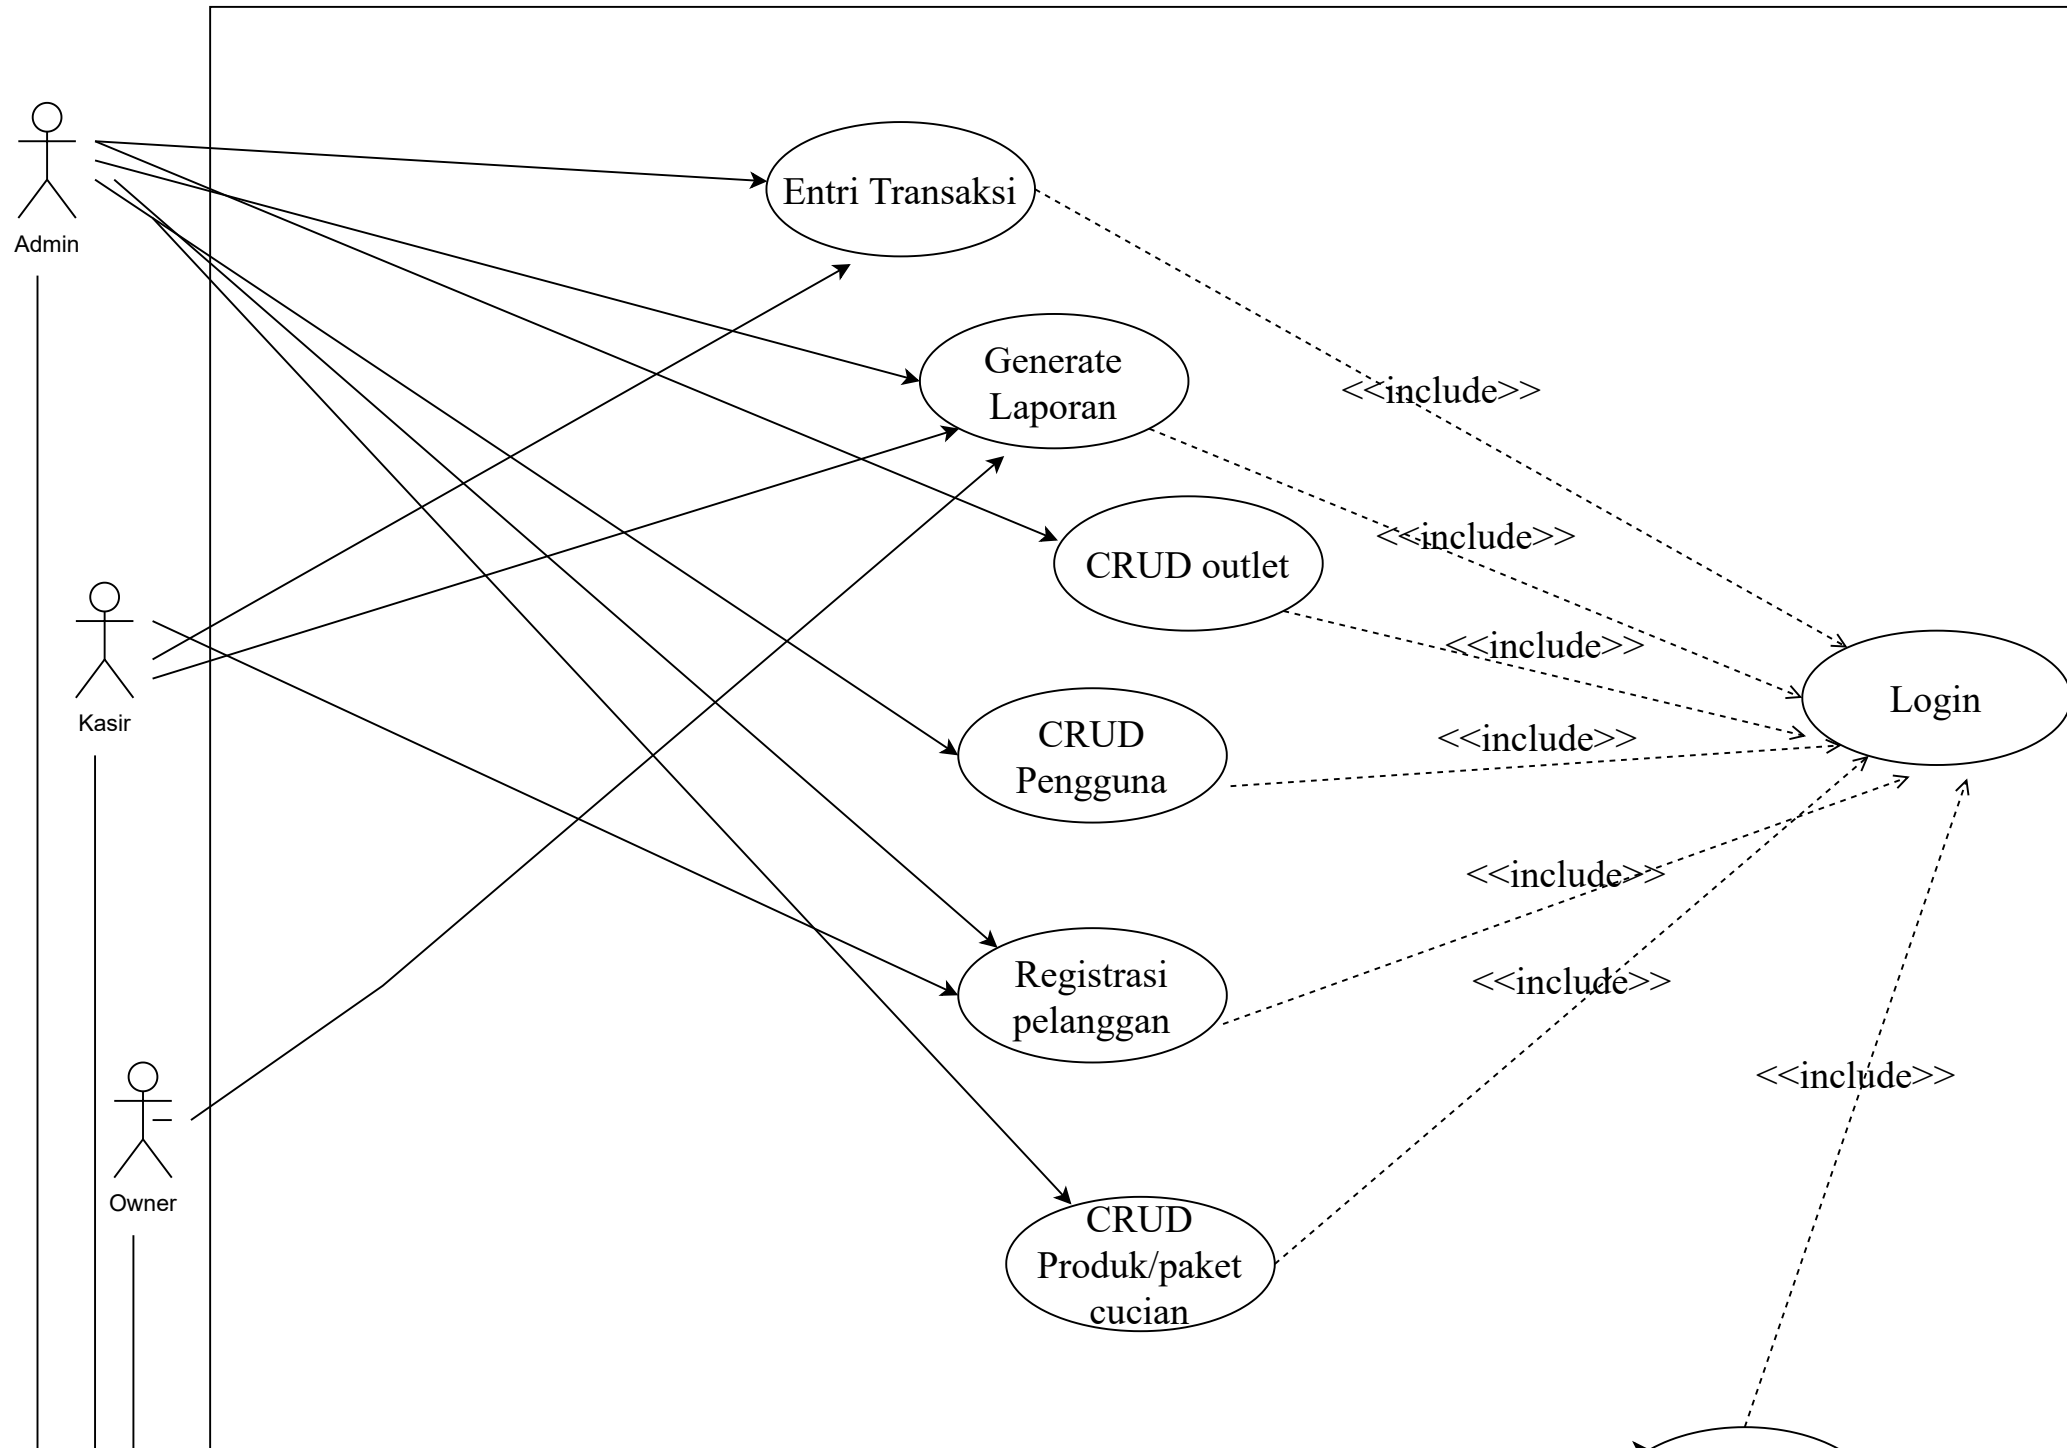 Entri Transaksi
Admin
Generate
Laporan
<<include>>
<<include>>
CRUD outlet
<<include>>
Login
Kasir
CRUD
Pengguna
<<include>>
<<include>>
Registrasi
pelanggan
<<include>>
<<include>>
Owner
CRUD
Produk/paket
cucian